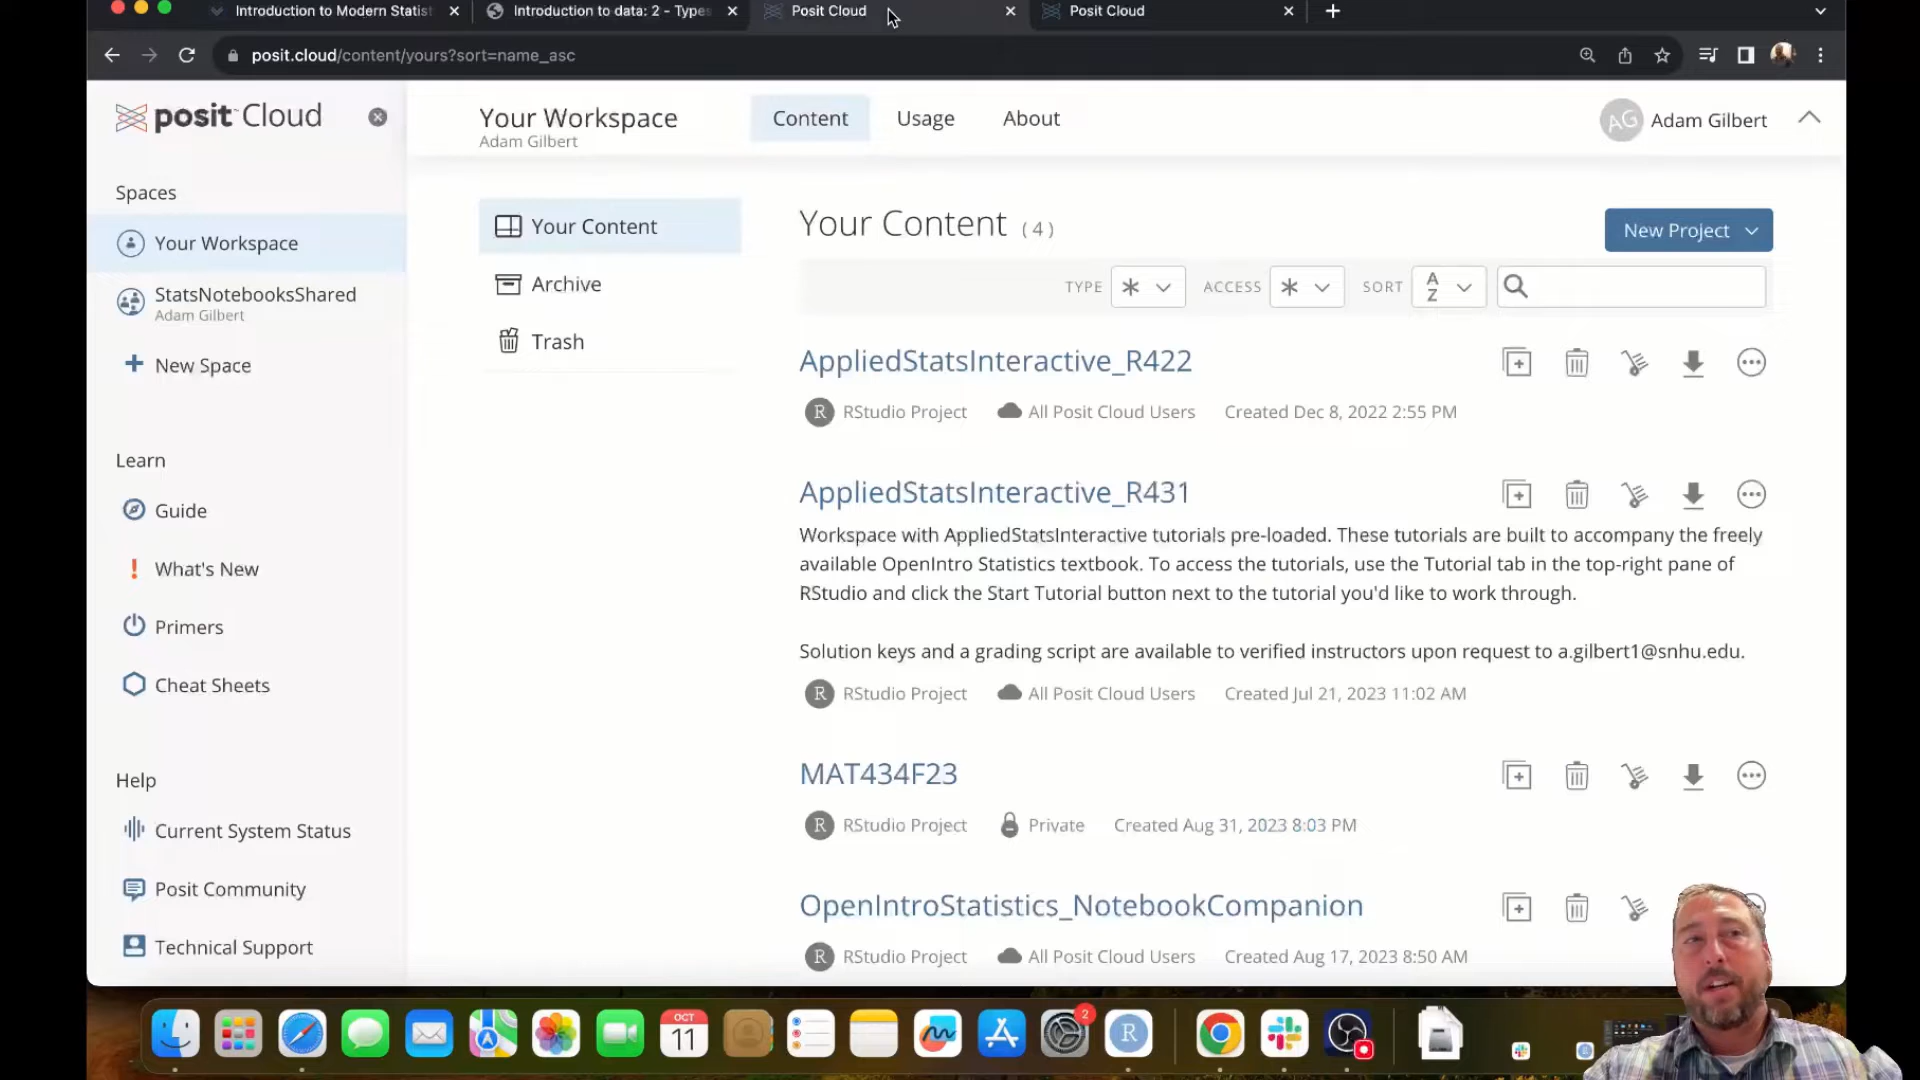 Introduction to Modern Statist
Introduction to data: 2 - Type
Posit Cloud
Posit Cloud
posit.cloud/content/yours?sort=name_asc
posit Cloud
Your Workspace
Adam Gilbert
Content
Usage
About
AG
Adam Gilbert
Spaces
Your Workspace
StatsNotebooksShared
Adam Gilbert
New Space
Learn
Guide
What's New
Primers
Cheat Sheets
Help
Current System Status
Posit Community
Technical Support
Your Content
Archive
Trash
Your Content (4)
New Project
TYPE
ACCESS
SORT
A
Z
AppliedStatsInteractive_R422
R RStudio Project All Posit Cloud Users Created Dec 8, 2022 2:55 PM
AppliedStatsInteractive_R431
Workspace with AppliedStatsInteractive tutorials pre-loaded. These tutorials are built to accompany the freely
available OpenIntro Statistics textbook. To access the tutorials, use the Tutorial tab in the top-right pane of
RStudio and click the Start Tutorial button next to the tutorial you'd like to work through.
Solution keys and a grading script are available to verified instructors upon request to a.gilbert1@snhu.edu.
R RStudio Project All Posit Cloud Users Created Jul 21, 2023 11:02 AM
MAT434F23
R RStudio Project Private Created Aug 31, 2023 8:03 PM
OpenIntroStatistics_NotebookCompanion
R RStudio Project All Posit Cloud Users Created Aug 17, 2023 8:50 AM
OCT
11
2
R